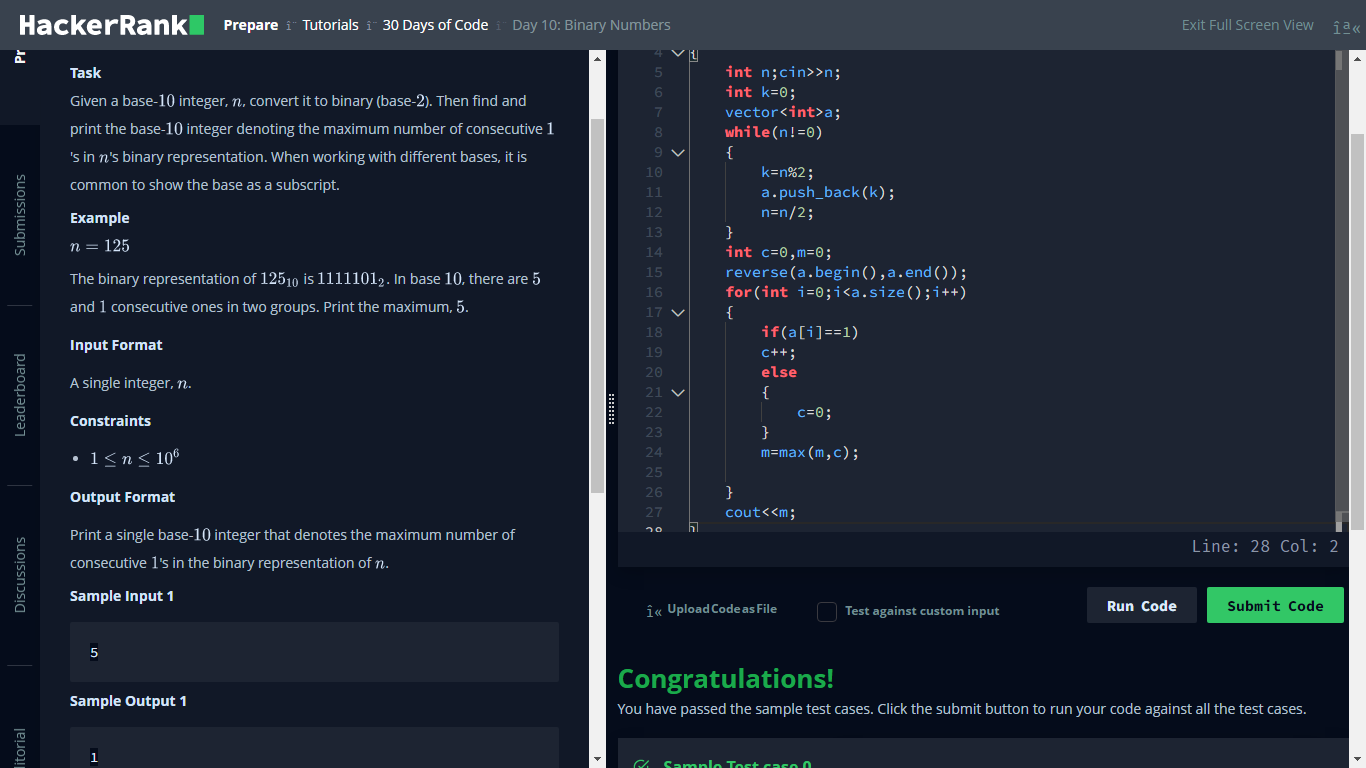 HackerRank
Prepare Tutorials 30 Days of Code Day 10: Binary Numbers
Exit Full Screen View
Pr
Submissions
Leaderboard
Discussions
itorial
Task
Given a base-10 integer, n, convert it to binary (base-2). Then find and
print the base-10 integer denoting the maximum number of consecutive 1
's in n's binary representation. When working with different bases, it is
common to show the base as a subscript.
Example
n = 125
The binary representation of 125₁₀ is 1111101₂. In base 10, there are 5
and 1 consecutive ones in two groups. Print the maximum, 5.
Input Format
A single integer, n.
Constraints
• 1 ≤ n ≤ 10⁶
Output Format
Print a single base-10 integer that denotes the maximum number of
consecutive 1's in the binary representation of n.
Sample Input 1
5
Sample Output 1
1
4 {
5 int n;cin>>n;
6 int k=0;
7 vector<int>a;
8 while(n!=0)
9 {
10 k=n%2;
11 a.push_back(k);
12 n=n/2;
13 }
14 int c=0,m=0;
15 reverse(a.begin(),a.end());
16 for(int i=0;i<a.size();i++)
17 {
18 if(a[i]==1)
19 c++;
20 else
21 {
22 c=0;
23 }
24 m=max(m,c);
25
26 }
27 cout<<m;
28 }
Line: 28 Col: 2
Upload Code as File
Test against custom input
Run Code
Submit Code
Congratulations!
You have passed the sample test cases. Click the submit button to run your code against all the test cases.
Sample Test case 0